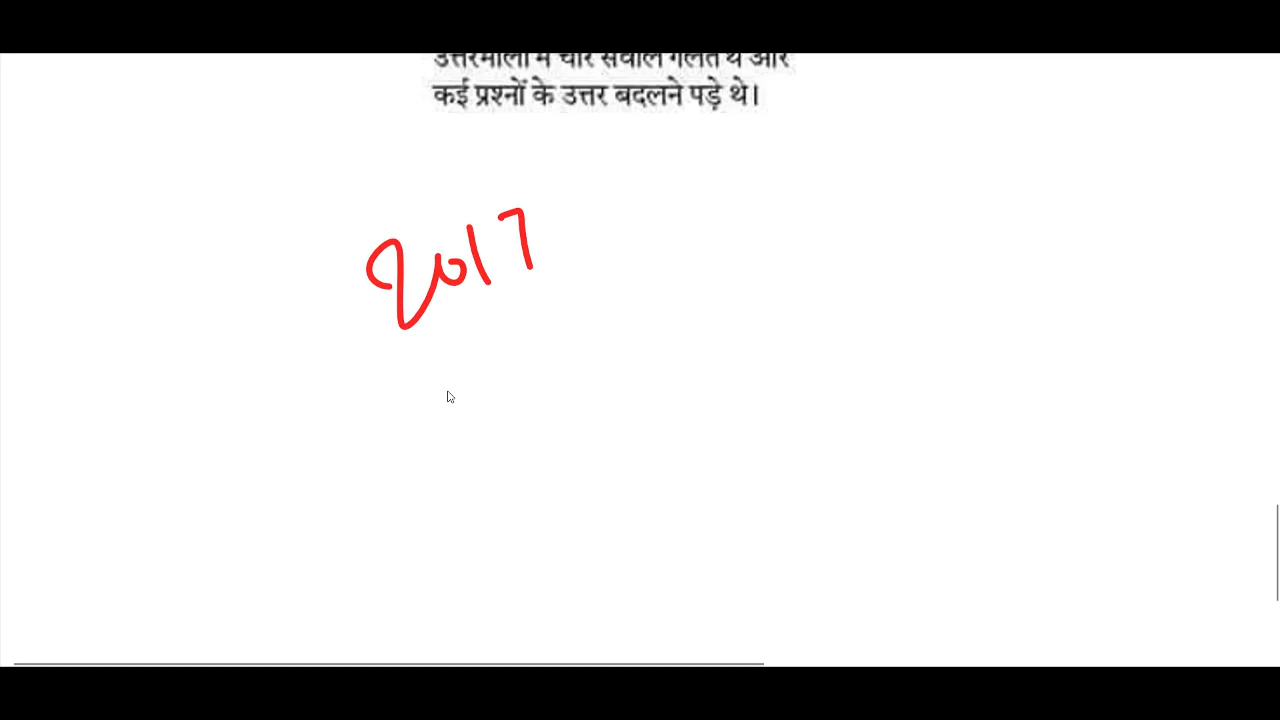 उत्तरमाला में चार सवाल गलत थे और
कई प्रश्नों के उत्तर बदलने पड़े थे।
2017